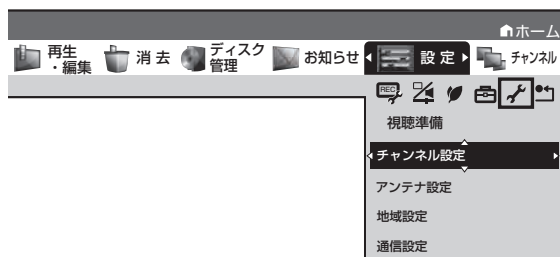 ホーム
再生・編集
消去
ディスク管理
お知らせ
設定
チャンネル
REC
視聴準備
チャンネル設定
アンテナ設定
地域設定
通信設定